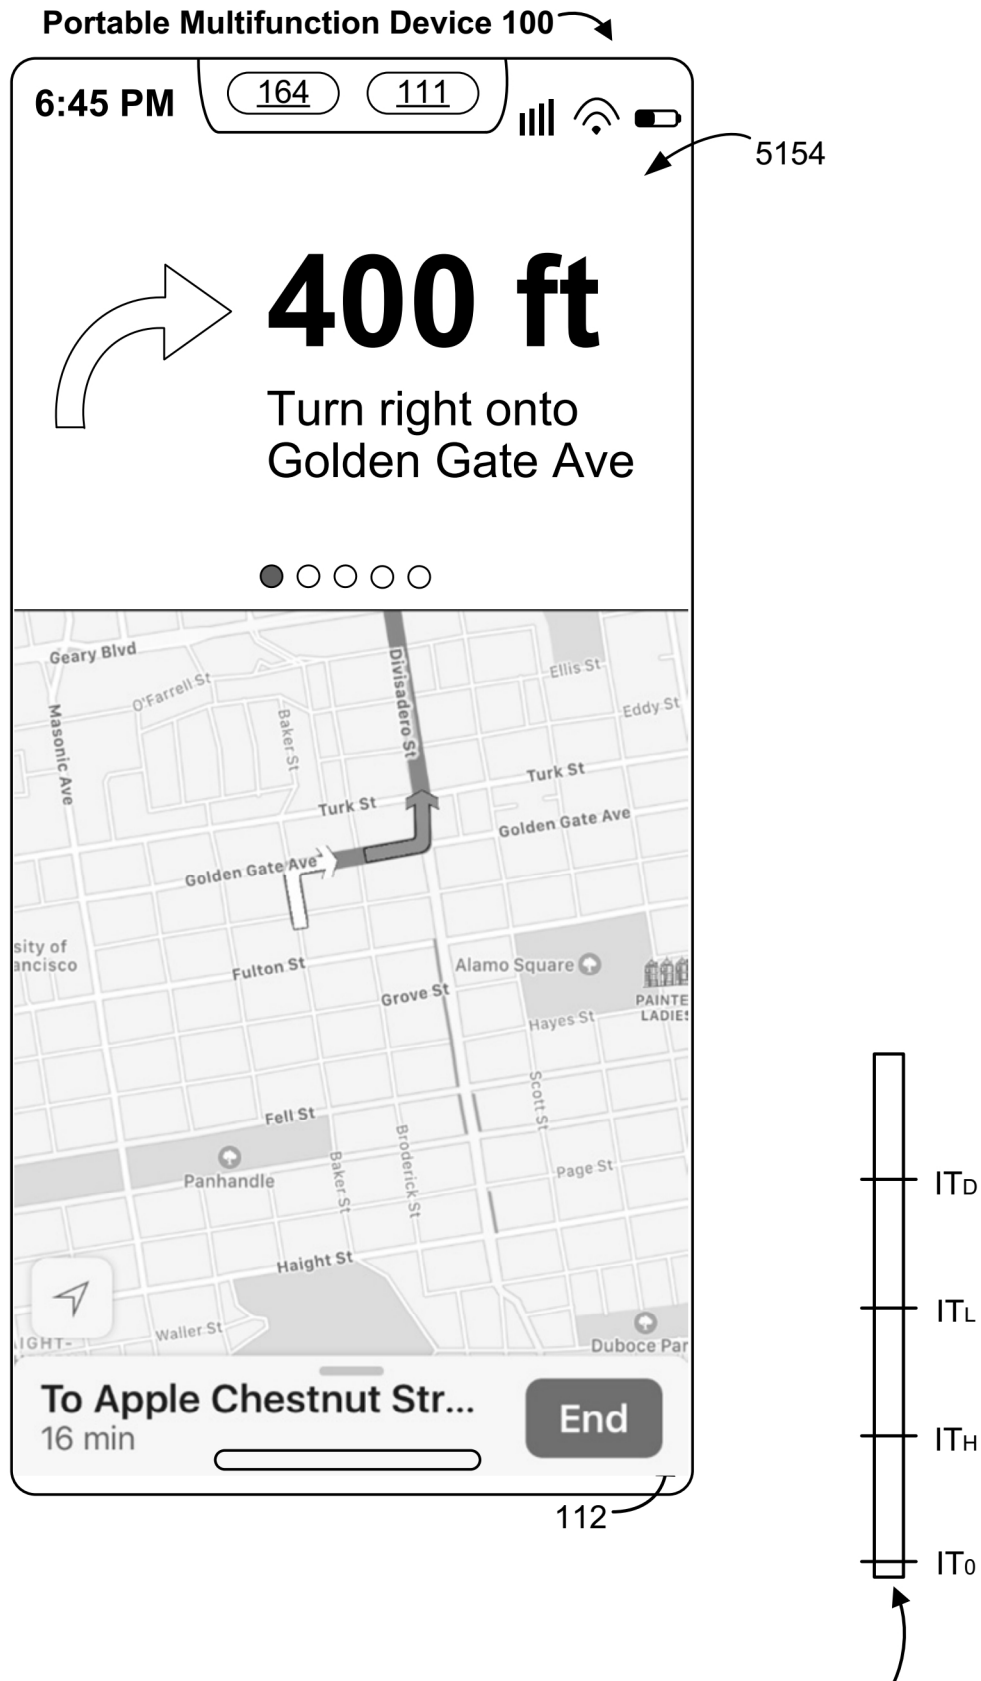 Portable Multifunction Device 100
6:45 PM
164
111
5154
400 ft
Turn right onto
Golden Gate Ave
Geary Blvd
O'Farrell St
Masonic Ave
Baker St
Divisadero St
Ellis St
Eddy St
Turk St
Turk St
Golden Gate Ave
Golden Gate Ave
sity of
ancisco
Fulton St
Grove St
Alamo Square
PAINTE
LADIES
Hayes St
Scott St
Fell St
Panhandle
Baker St
Broderick St
Page St
Haight St
Waller St
IGHT-
Duboce Par
To Apple Chestnut Str...
16 min
End
112
ITD
ITL
ITH
IT0